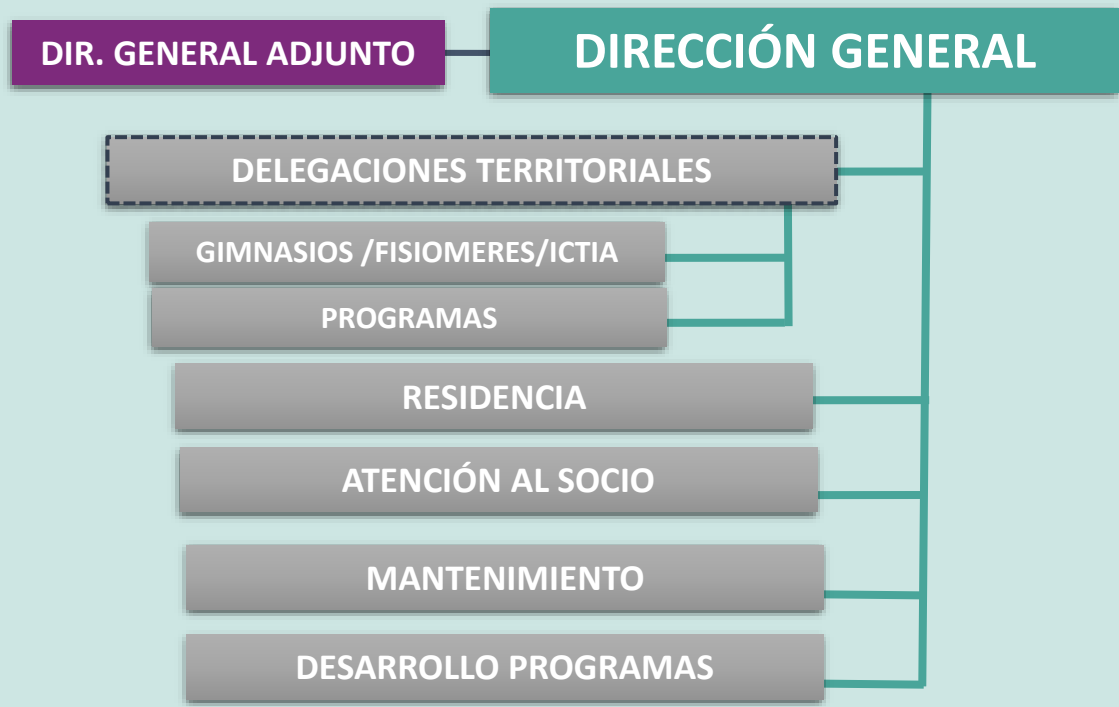 DIR. GENERAL ADJUNTO
DIRECCIÓN GENERAL
DELEGACIONES TERRITORIALES
GIMNASIOS /FISIOMERES/ICTIA
PROGRAMAS
RESIDENCIA
ATENCIÓN AL SOCIO
MANTENIMIENTO
DESARROLLO PROGRAMAS